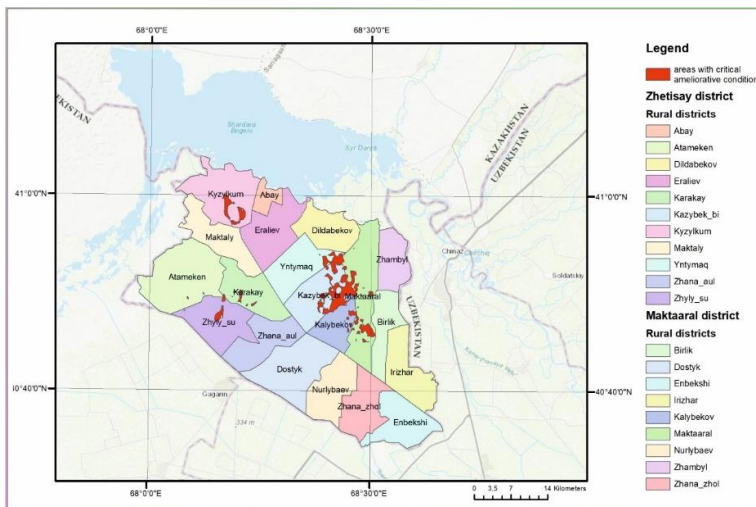 68°0'0"E
68°30'0"E
41°0'0"N
41°0'0"N
10°40'0"N
40°40'0"N
68°0'0"E
68°30'0"E
BEKISTAN
Shardara
Syr Darya
KAZAKHSTAN
UZBEKISTAN
UZBEKISTAN
Chinaz
Soldatskiy
Gagarin
334 m
Kyzylkum
Abay
Maktaly
Eraliev
Dildabekov
Yntymaq
Zhambyl
Atameken
Karakay
Kazybek_bi
Maktaaral
Zhyly_su
Zhana_aul
Kalybekov
Birlik
Dostyk
Nurlybaev
Irizhar
Zhana_zhol
Enbekshi
0 3.5 7 14 Kilometers
Legend
areas with critical
ameliorative condition
Zhetisay district
Rural districts
Abay
Atameken
Dildabekov
Eraliev
Karakay
Kazybek_bi
Kyzylkum
Maktaly
Yntymaq
Zhana_aul
Zhyly_su
Maktaaral district
Rural districts
Birlik
Dostyk
Enbekshi
Irizhar
Kalybekov
Maktaaral
Nurlybaev
Zhambyl
Zhana_zhol